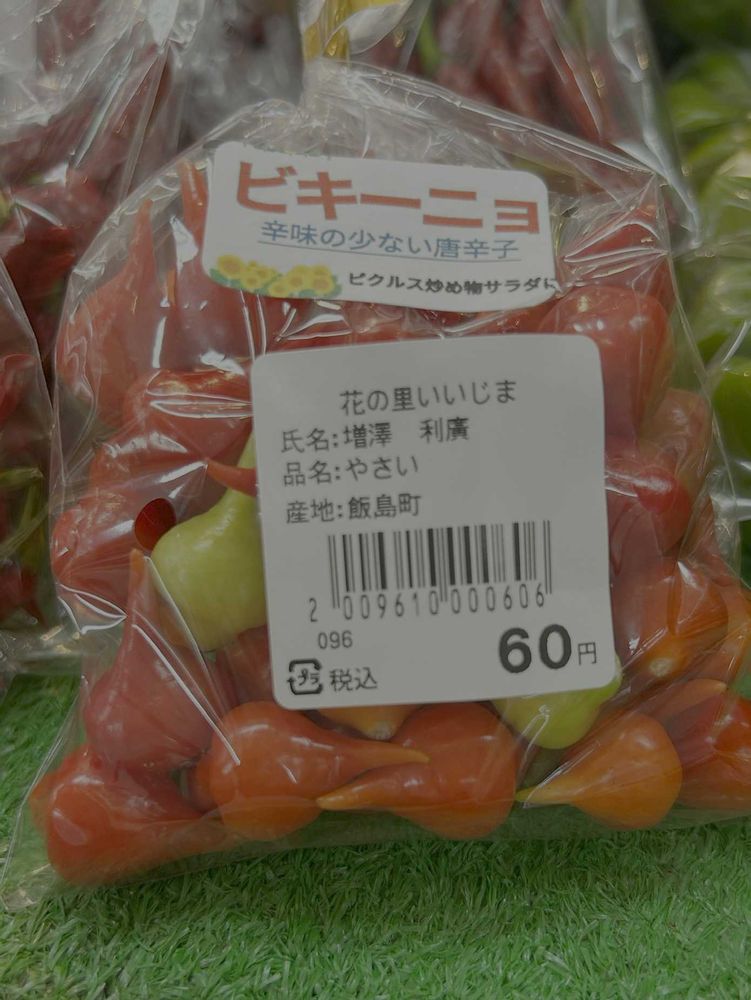 ビキーニョ
辛味の少ない唐辛子
ピクルス炒め物サラダに
花の里いいじま
氏名:増澤 利廣
品名:やさい
産地:飯島町
2 009610 000606
096
60円
プラ 税込